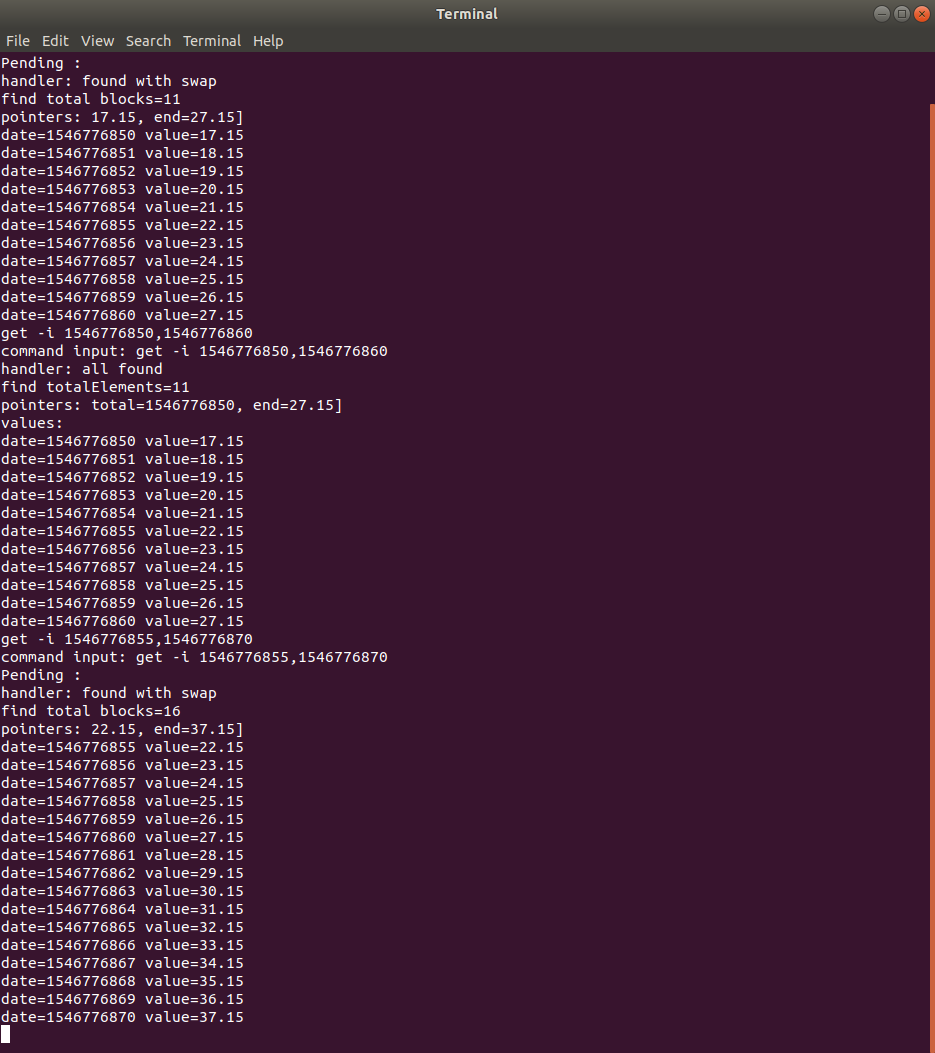 Terminal
File Edit View Search Terminal Help
Pending :
handler: found with swap
find total blocks=11
pointers: 17.15, end=27.15]
date=1546776850 value=17.15
date=1546776851 value=18.15
date=1546776852 value=19.15
date=1546776853 value=20.15
date=1546776854 value=21.15
date=1546776855 value=22.15
date=1546776856 value=23.15
date=1546776857 value=24.15
date=1546776858 value=25.15
date=1546776859 value=26.15
date=1546776860 value=27.15
get -i 1546776850,1546776860
command input: get -i 1546776850,1546776860
handler: all found
find totalElements=11
pointers: total=1546776850, end=27.15]
values:
date=1546776850 value=17.15
date=1546776851 value=18.15
date=1546776852 value=19.15
date=1546776853 value=20.15
date=1546776854 value=21.15
date=1546776855 value=22.15
date=1546776856 value=23.15
date=1546776857 value=24.15
date=1546776858 value=25.15
date=1546776859 value=26.15
date=1546776860 value=27.15
get -i 1546776855,1546776870
command input: get -i 1546776855,1546776870
Pending :
handler: found with swap
find total blocks=16
pointers: 22.15, end=37.15]
date=1546776855 value=22.15
date=1546776856 value=23.15
date=1546776857 value=24.15
date=1546776858 value=25.15
date=1546776859 value=26.15
date=1546776860 value=27.15
date=1546776861 value=28.15
date=1546776862 value=29.15
date=1546776863 value=30.15
date=1546776864 value=31.15
date=1546776865 value=32.15
date=1546776866 value=33.15
date=1546776867 value=34.15
date=1546776868 value=35.15
date=1546776869 value=36.15
date=1546776870 value=37.15